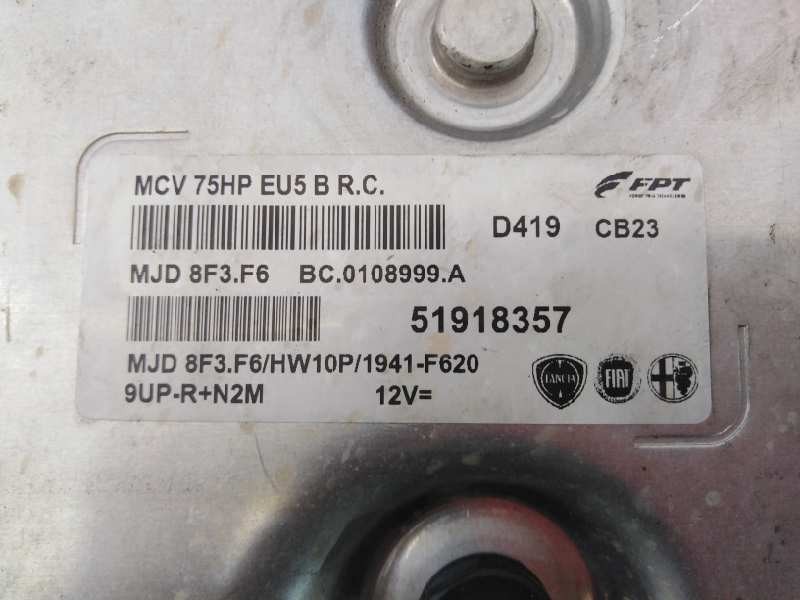 MCV 75HP EU5 B R.C.
FPT
D419 CB23
MJD 8F3.F6 BC.0108999.A
51918357
MJD 8F3.F6/HW10P/1941-F620
9UP-R+N2M 12V=
LANCIA
FIAT